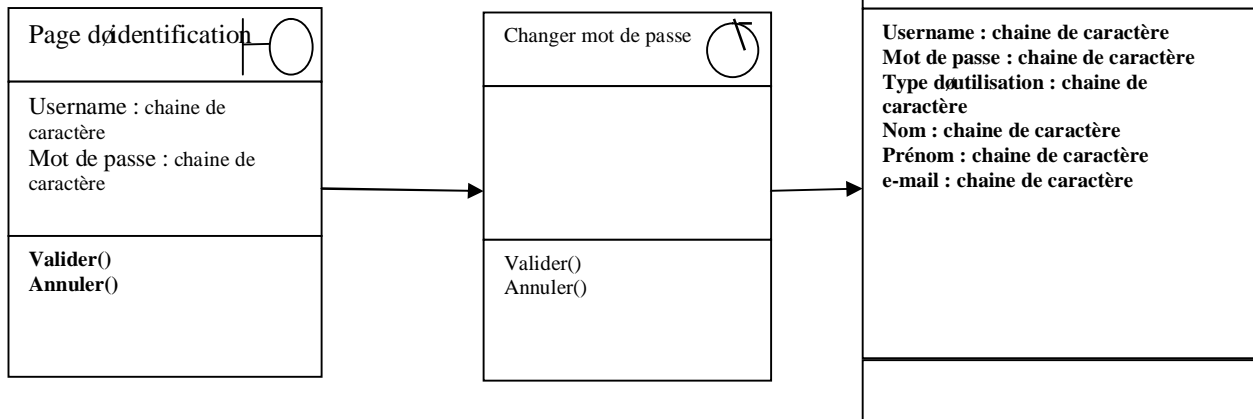 Page døidentification
Username : chaine de
caractère
Mot de passe : chaine de
caractère
Valider()
Annuler()
Changer mot de passe
Valider()
Annuler()
Username : chaine de caractère
Mot de passe : chaine de caractère
Type døutilisation : chaine de
caractère
Nom : chaine de caractère
Prénom : chaine de caractère
e-mail : chaine de caractère